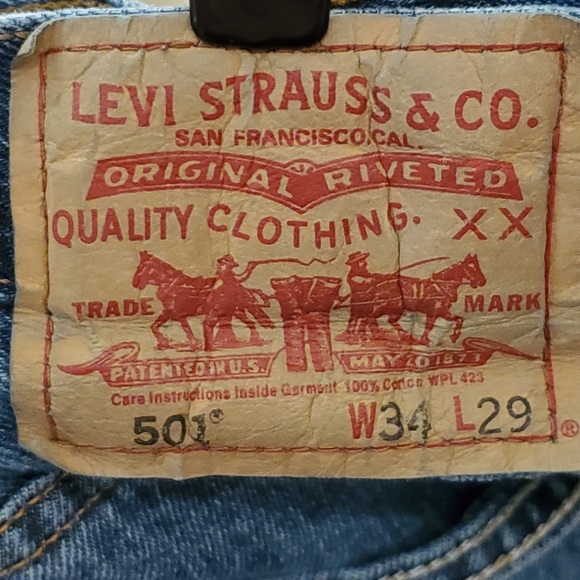 LEVI STRAUSS & CO.
SAN FRANCISCO, CAL.
ORIGINAL RIVETED
QUALITY CLOTHING. XX
TRADE MARK
PATENTED IN U.S. MAY 20 1873
Care Instructions Inside Garment 100% Cotton WPL 423
501® W34 L29 ®